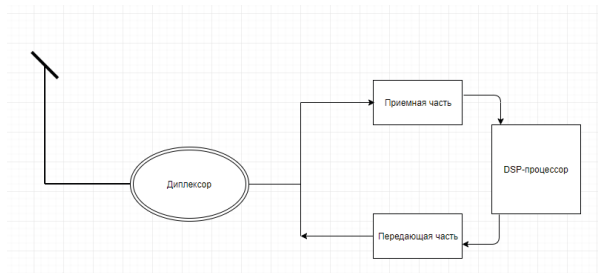 Приемная часть
DSP-процессор
Диплексор
Передающая часть